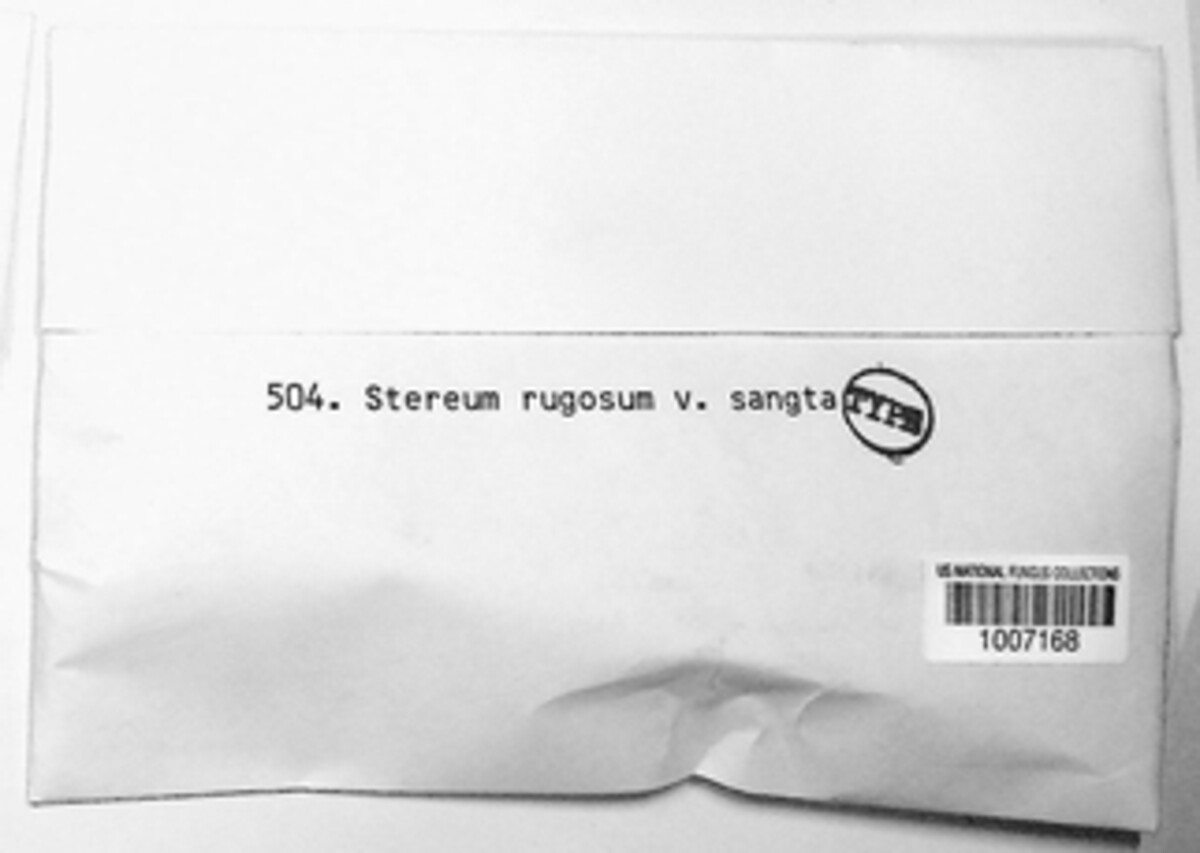 504. Stereum rugosum v. sangta
TYPE
US NATIONAL FUNGUS COLLECTIONS
1007168